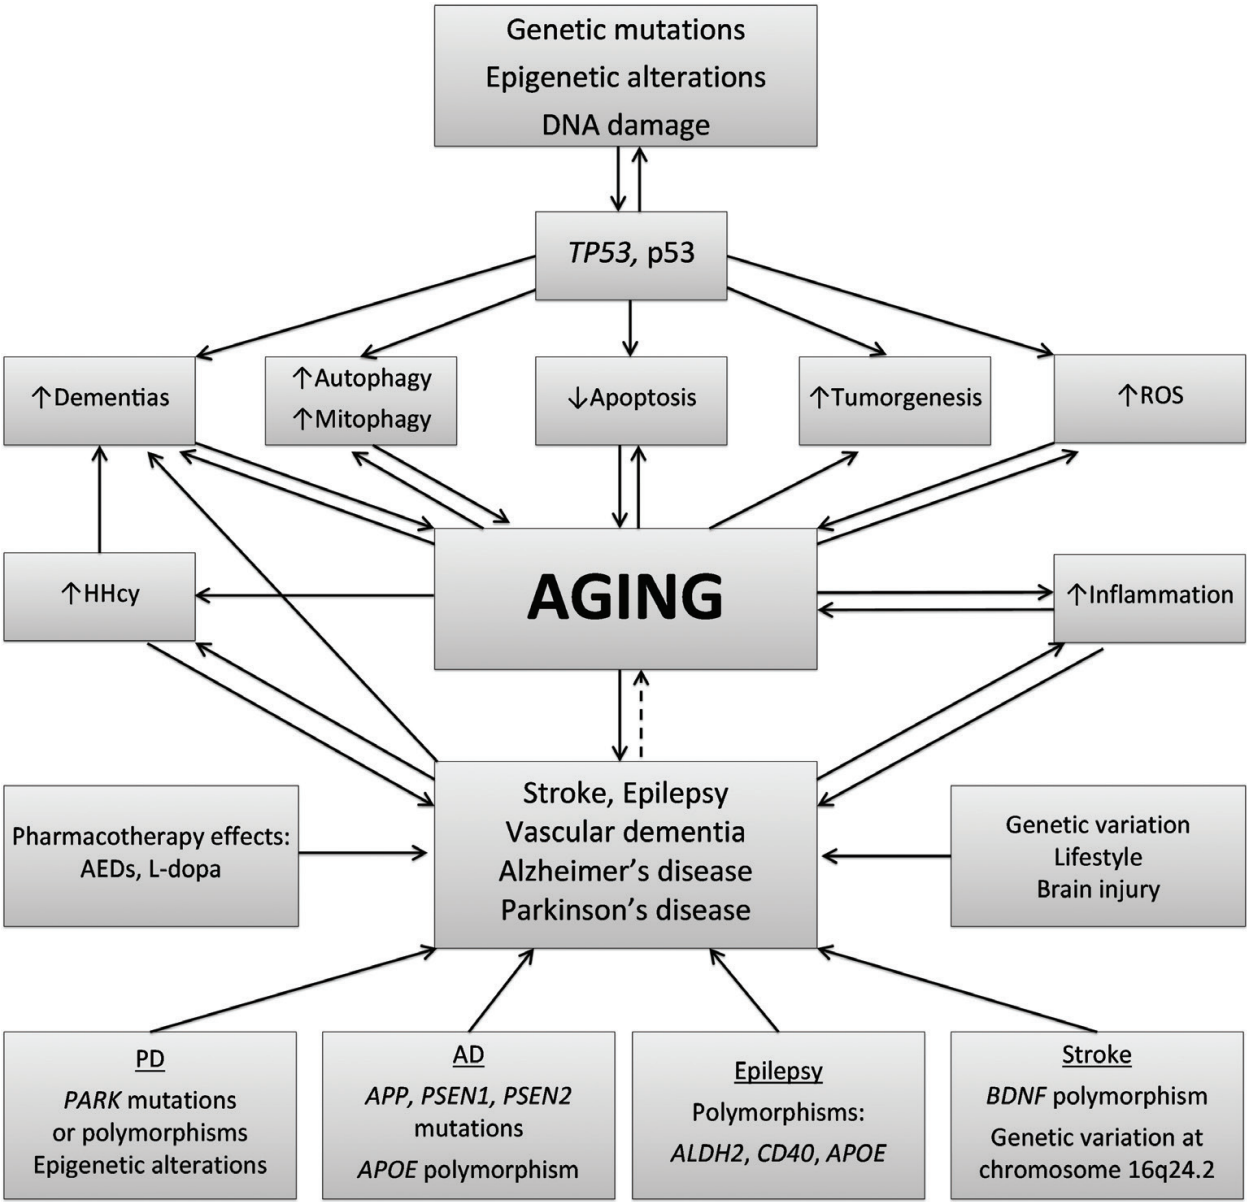 Genetic mutations
Epigenetic alterations
DNA damage
TP53, p53
↑Dementias
↑Autophagy
↑Mitophagy
↓Apoptosis
↑Tumorgenesis
↑ROS
↑HHcy
AGING
↑Inflammation
Pharmacotherapy effects:
AEDs, L-dopa
Stroke, Epilepsy
Vascular dementia
Alzheimer’s disease
Parkinson’s disease
Genetic variation
Lifestyle
Brain injury
PD
PARK mutations
or polymorphisms
Epigenetic alterations
AD
APP, PSEN1, PSEN2
mutations
APOE polymorphism
Epilepsy
Polymorphisms:
ALDH2, CD40, APOE
Stroke
BDNF polymorphism
Genetic variation at
chromosome 16q24.2